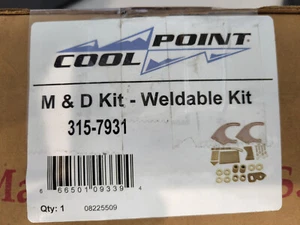 COOL POINT
M & D Kit - Weldable Kit
315-7931
6 66501 09339 4
Qty: 1 08225509